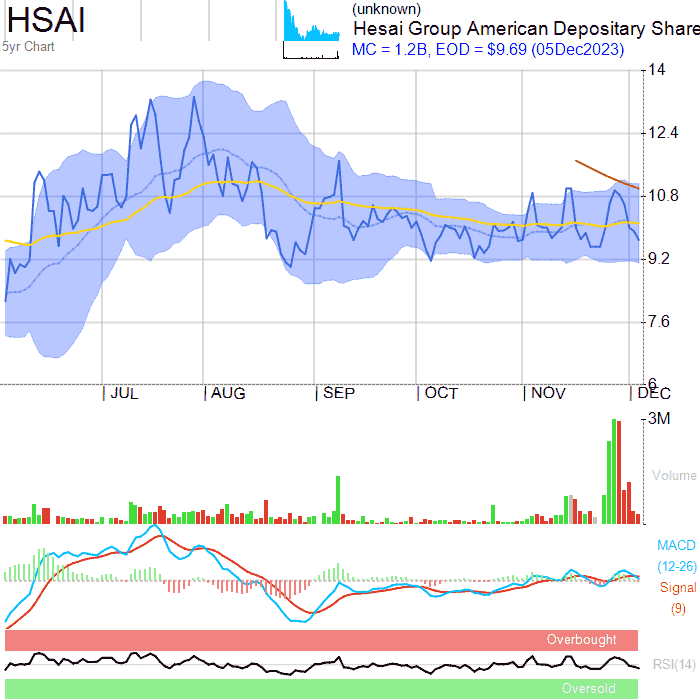 HSAI
5yr Chart
(unknown)
Hesai Group American Depositary Share
MC = 1.2B, EOD = $9.69 (05Dec2023)
14
12.4
10.8
9.2
7.6
6
JUL AUG SEP OCT NOV DEC
3M
Volume
MACD
(12-26)
Signal
(9)
Overbought
RSI(14)
Oversold